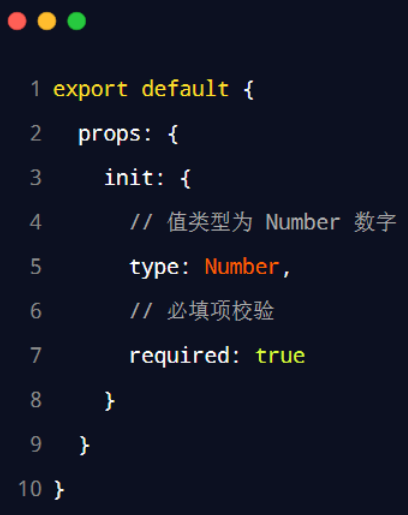 1 export default {
2 props: {
3 init: {
4 // 值类型为 Number 数字
5 type: Number,
6 // 必填项校验
7 required: true
8 }
9 }
10 }